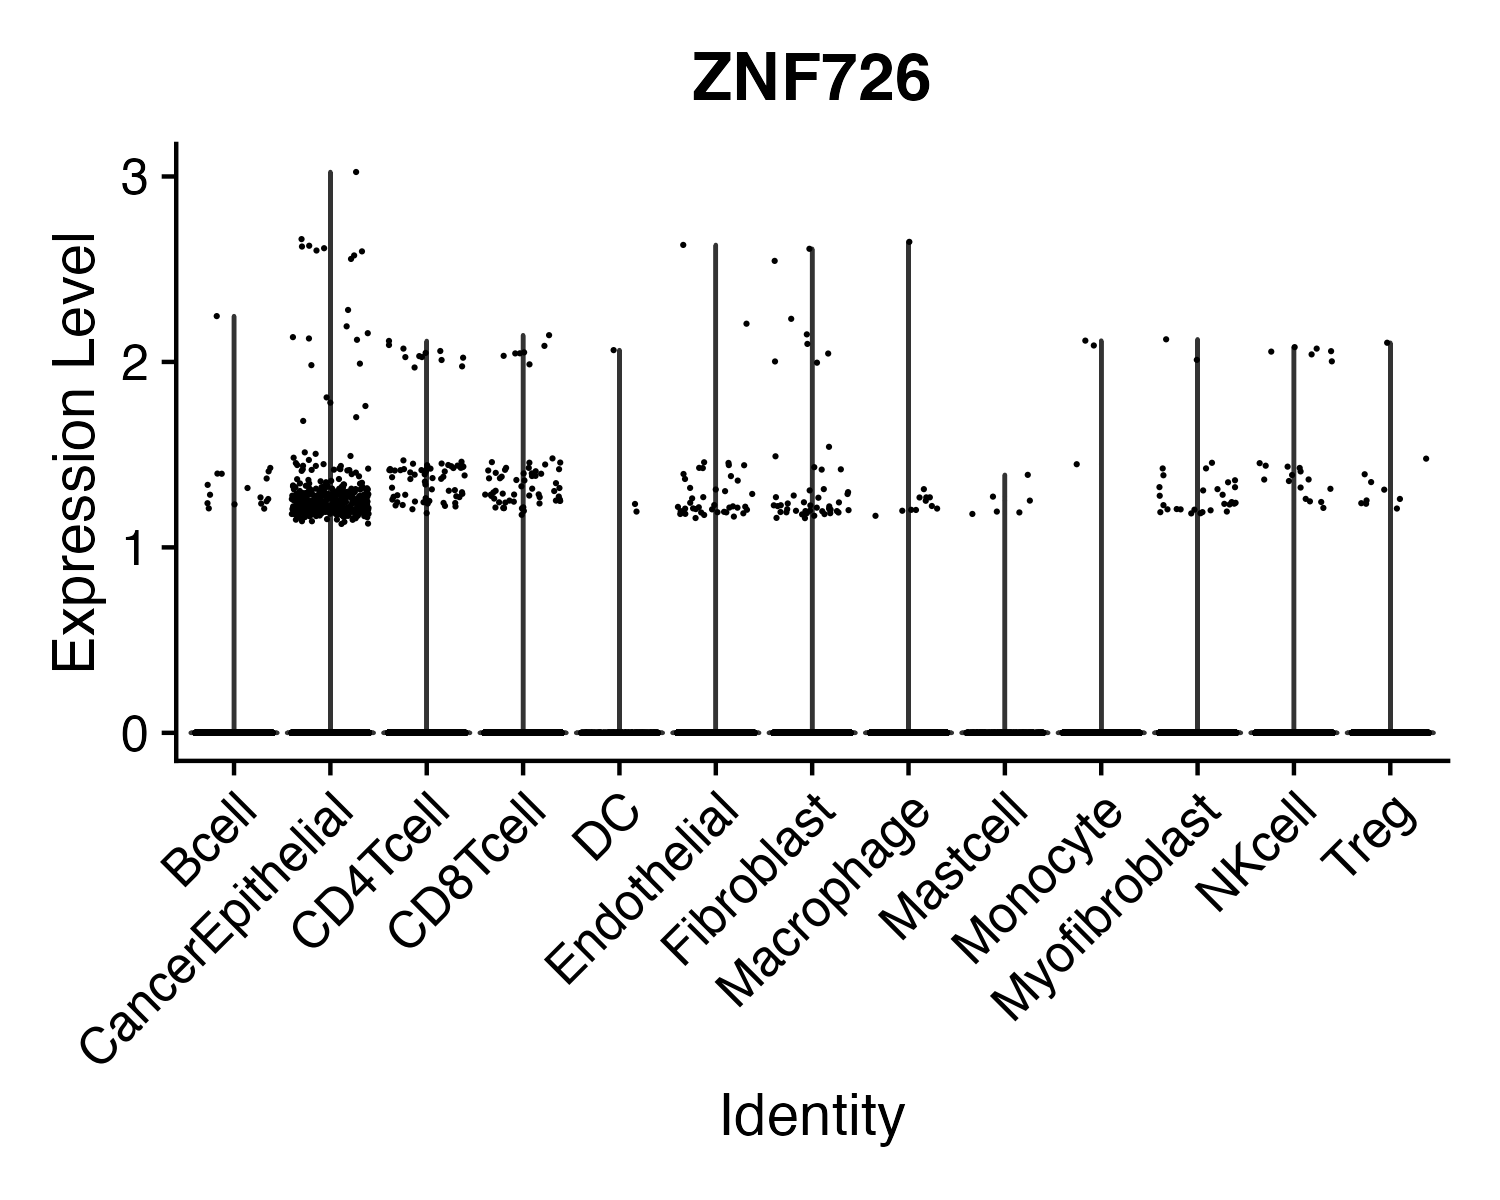 ZNF726
Expression Level
3
2
1
0
Bcell
CancerEpithelial
CD4Tcell
CD8Tcell
DC
Endothelial
Fibroblast
Macrophage
Mastcell
Monocyte
Myofibroblast
NKcell
Treg
Identity